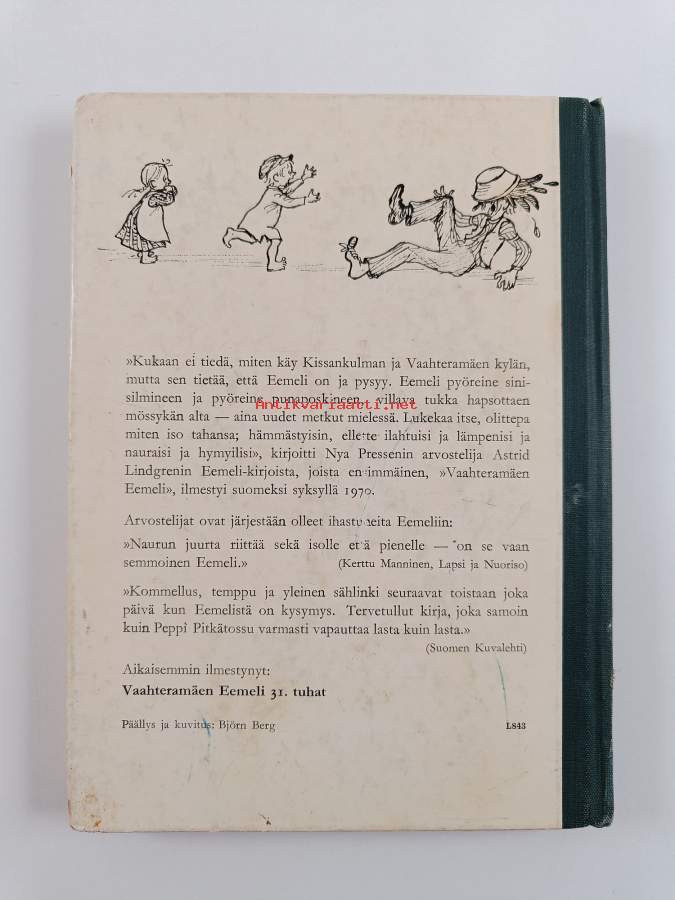 »Kukaan ei tiedä, miten käy Kissankulman ja Vaahteramäen kylän,
mutta sen tietää, että Eemeli on ja pysyy. Eemeli pyöreine sini-
silmineen ja pyöreine punaposkineen, villava tukka hapsottaen
Antikvariaatti.net
mössykän alta — aina uudet metkut mielessä. Lukekaa itse, olittepa
miten iso tahansa; hämmästyisin, ellette ilahtuisi ja lämpenisi ja
nauraisi ja hymyilisi», kirjoitti Nya Pressenin arvostelija Astrid
Lindgrenin Eemeli-kirjoista, joista ensimmäinen, »Vaahteramäen
Eemeli», ilmestyi suomeksi syksyllä 1970.
Arvostelijat ovat järjestään olleet ihastuneita Eemeliin:
»Naurun juurta riittää sekä isolle että pienelle — on se vaan
semmoinen Eemeli.» (Kerttu Manninen, Lapsi ja Nuoriso)
»Kommellus, temppu ja yleinen sählinki seuraavat toistaan joka
päivä kun Eemelistä on kysymys. Tervetullut kirja, joka samoin
kuin Peppi Pitkätossu varmasti vapauttaa lasta kuin lasta.»
(Suomen Kuvalehti)
Aikaisemmin ilmestynyt:
Vaahteramäen Eemeli 31. tuhat
Päällys ja kuvitus: Björn Berg L843